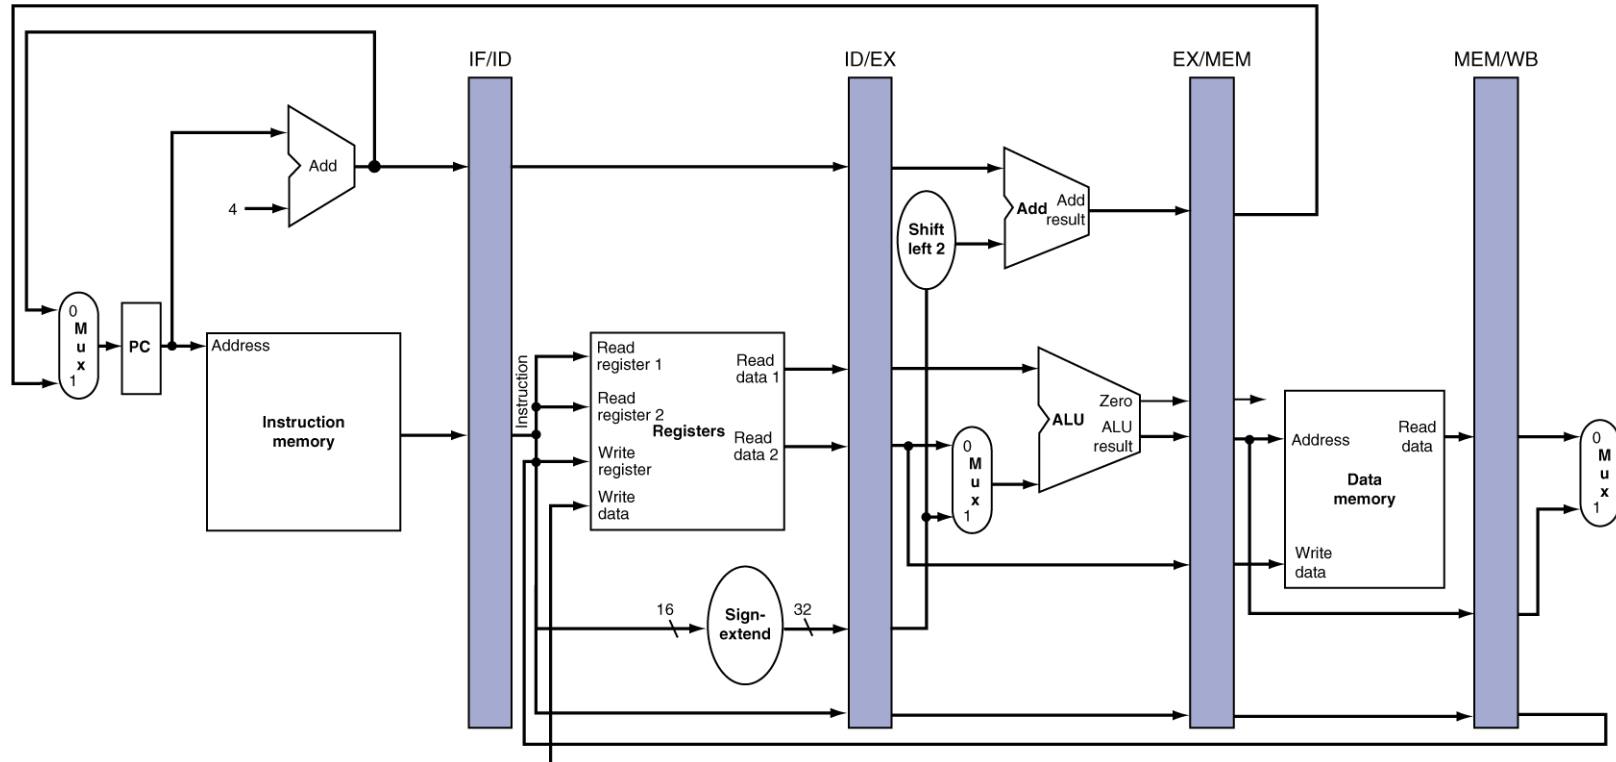 IF/ID
ID/EX
EX/MEM
MEM/WB
Add
4
Shift
left 2
Add
Add
result
0
M
u
x
1
PC
Address
Instruction
memory
Instruction
Read
register 1
Read
register 2
Write
register
Write
data
Registers
Read
data 1
Read
data 2
16
Sign-
extend
32
0
M
u
x
1
ALU
Zero
ALU
result
Address
Read
data
Data
memory
Write
data
0
M
u
x
1